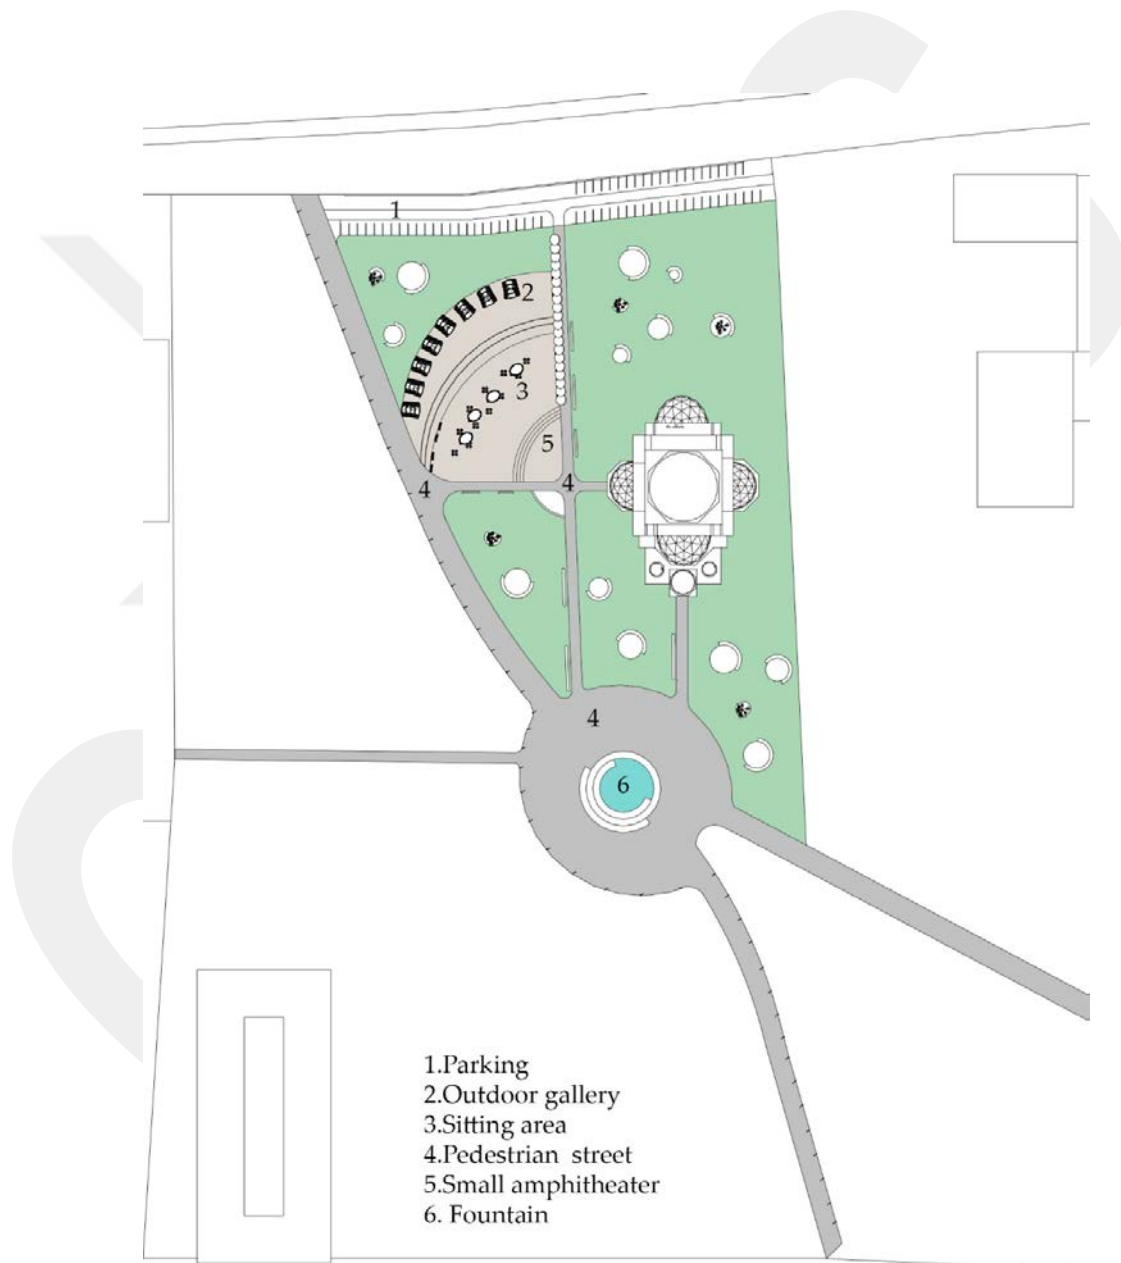 1
2
3
5
4
4
4
6
1.Parking
2.Outdoor gallery
3.Sitting area
4.Pedestrian street
5.Small amphitheater
6. Fountain